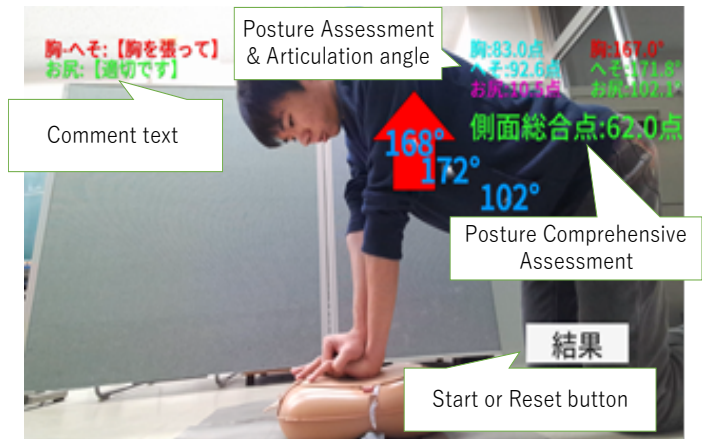 胸-へそ:【胸を張って】
お尻:【適切です】
Posture Assessment
& Articulation angle
胸:83.0点
へそ:92.6点
お尻:10.5点
胸:167.0°
へそ:171.8°
お尻:102.1°
側面総合点:62.0点
Comment text
168°
172°
102°
Posture Comprehensive
Assessment
結果
Start or Reset button